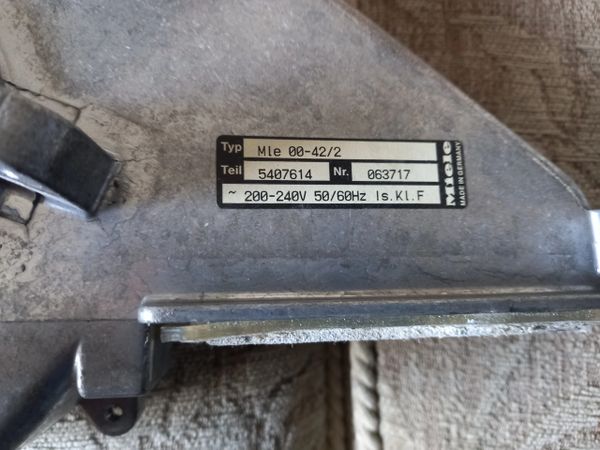 Typ Mle 00-42/2
Teil 5407614 Nr. 063717
~ 200-240V 50/60Hz Is.Kl.F
Miele
MADE IN GERMANY